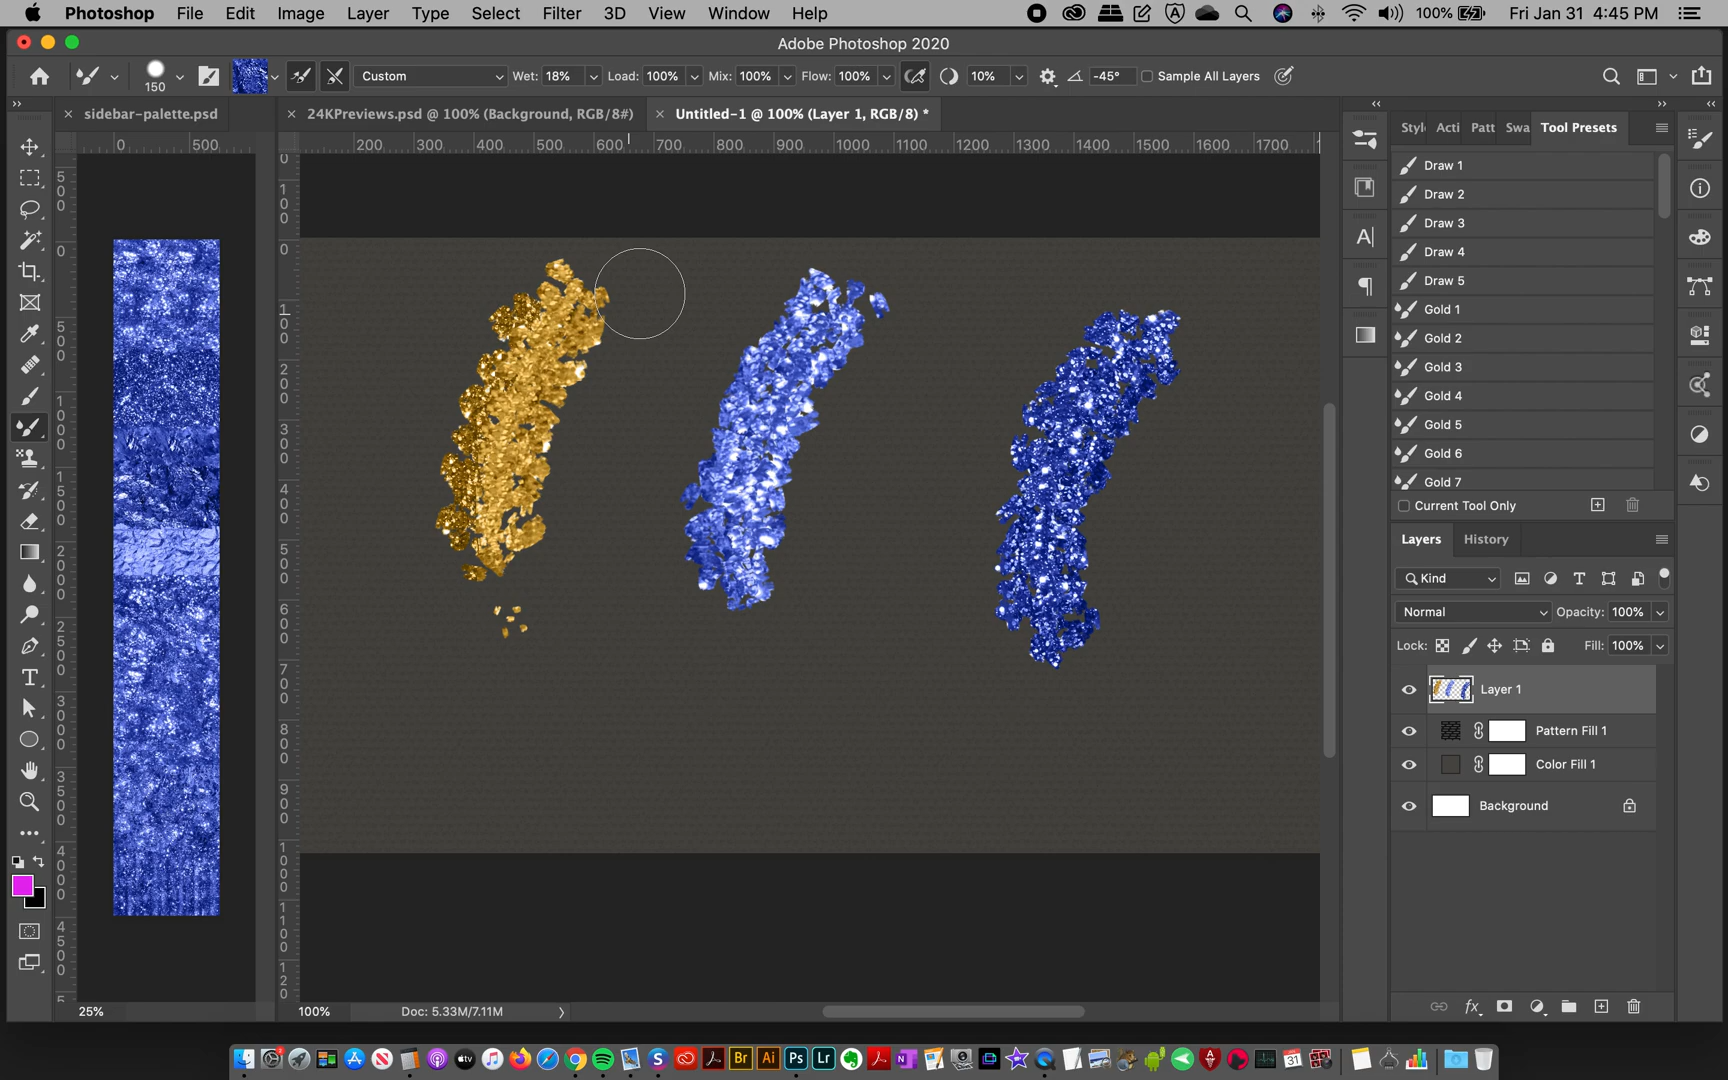 Photoshop File Edit Image Layer Type Select Filter 3D View Window Help 100% Fri Jan 31 4:45 PM
Adobe Photoshop 2020
150 Custom Wet: 18% Load: 100% Mix: 100% Flow: 100% 10% -45° Sample All Layers
sidebar-palette.psd 24KPreviews.psd @ 100% (Background, RGB/8#) Untitled-1 @ 100% (Layer 1, RGB/8) *
Styl Acti Patt Swa Tool Presets
0 500 200 300 400 500 600 700 800 900 1000 1100 1200 1300 1400 1500 1600 1700
Draw 1
Draw 2
Draw 3
Draw 4
Draw 5
Gold 1
Gold 2
Gold 3
Gold 4
Gold 5
Gold 6
Gold 7
Current Tool Only
Layers History
Kind
Normal Opacity: 100%
Lock: Fill: 100%
Layer 1
Pattern Fill 1
Color Fill 1
Background
25% 100% Doc: 5.33M/7.11M